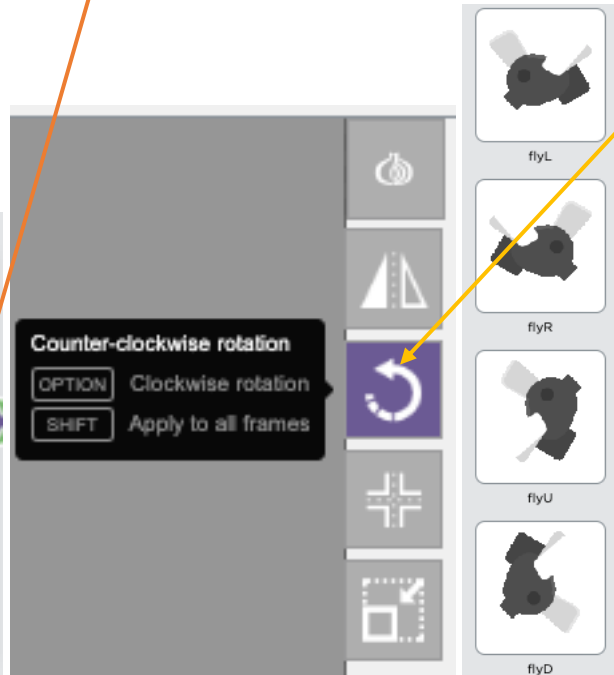 Counter-clockwise rotation
OPTION Clockwise rotation
SHIFT Apply to all frames
flyL
flyR
flyU
flyD